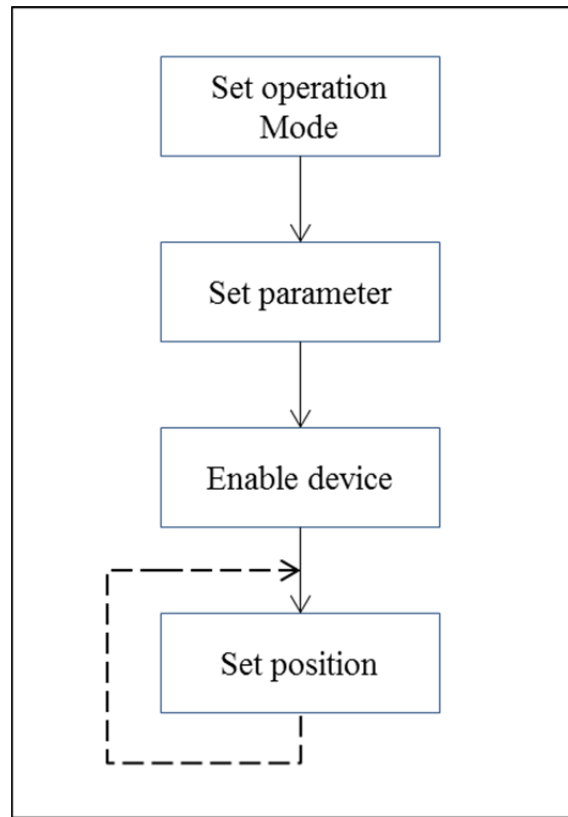 Set operation
Mode
Set parameter
Enable device
Set position